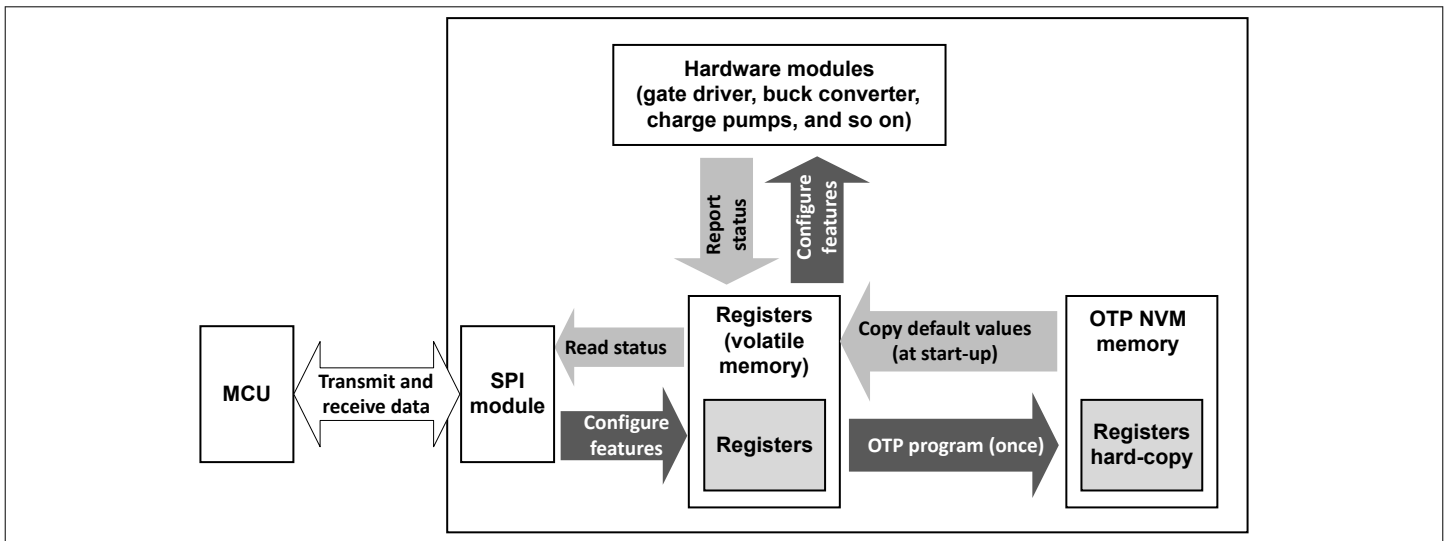 Hardware modules
(gate driver, buck converter,
charge pumps, and so on)
Report
status
Configure
features
MCU
Transmit and
receive data
SPI
module
Read status
Configure
features
Registers
(volatile
memory)
Registers
Copy default values
(at start-up)
OTP program (once)
OTP NVM
memory
Registers
hard-copy